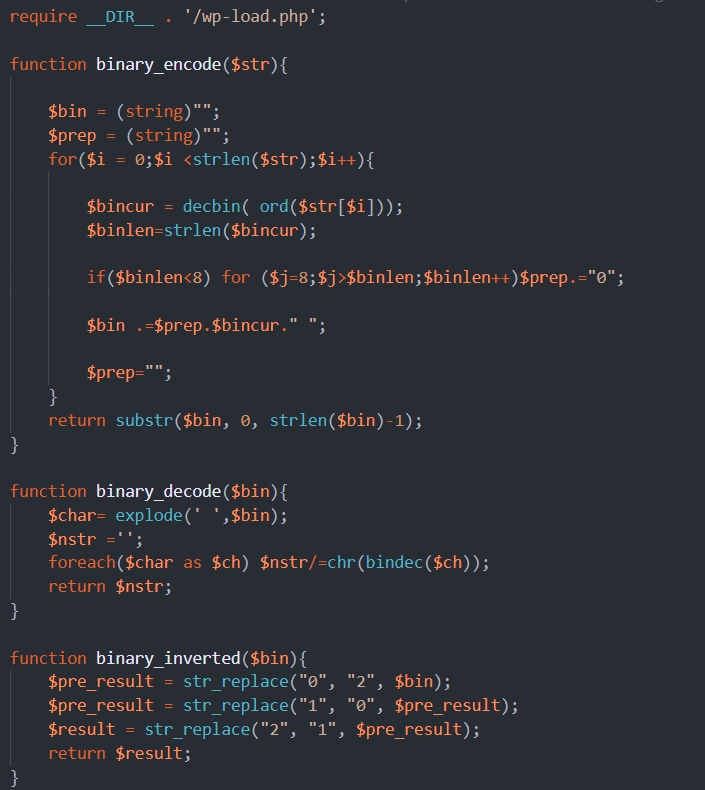 require __DIR__ . '/wp-load.php';
function binary_encode($str){
$bin = (string)"";
$prep = (string)"";
for($i = 0;$i <strlen($str);$i++){
$bincur = decbin( ord($str[$i]));
$binlen=strlen($bincur);
if($binlen<8) for ($j=8;$j>$binlen;$binlen++)$prep.="0";
$bin .=$prep.$bincur." ";
$prep="";
}
return substr($bin, 0, strlen($bin)-1);
}
function binary_decode($bin){
$char= explode(' ',$bin);
$nstr ='';
foreach($char as $ch) $nstr/=chr(bindec($ch));
return $nstr;
}
function binary_inverted($bin){
$pre_result = str_replace("0", "2", $bin);
$pre_result = str_replace("1", "0", $pre_result);
$result = str_replace("2", "1", $pre_result);
return $result;
}